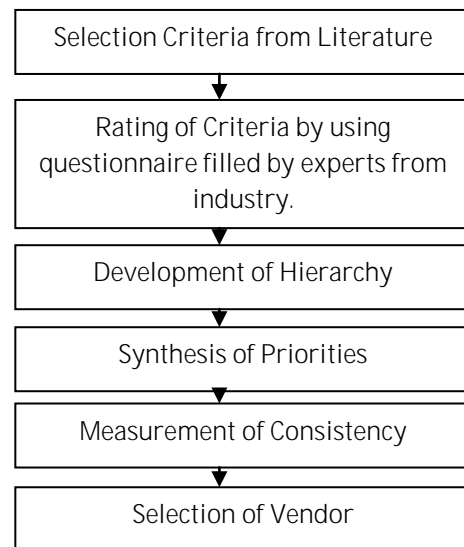 Selection Criteria from Literature
Rating of Criteria by using
questionnaire filled by experts from
industry.
Development of Hierarchy
Synthesis of Priorities
Measurement of Consistency
Selection of Vendor